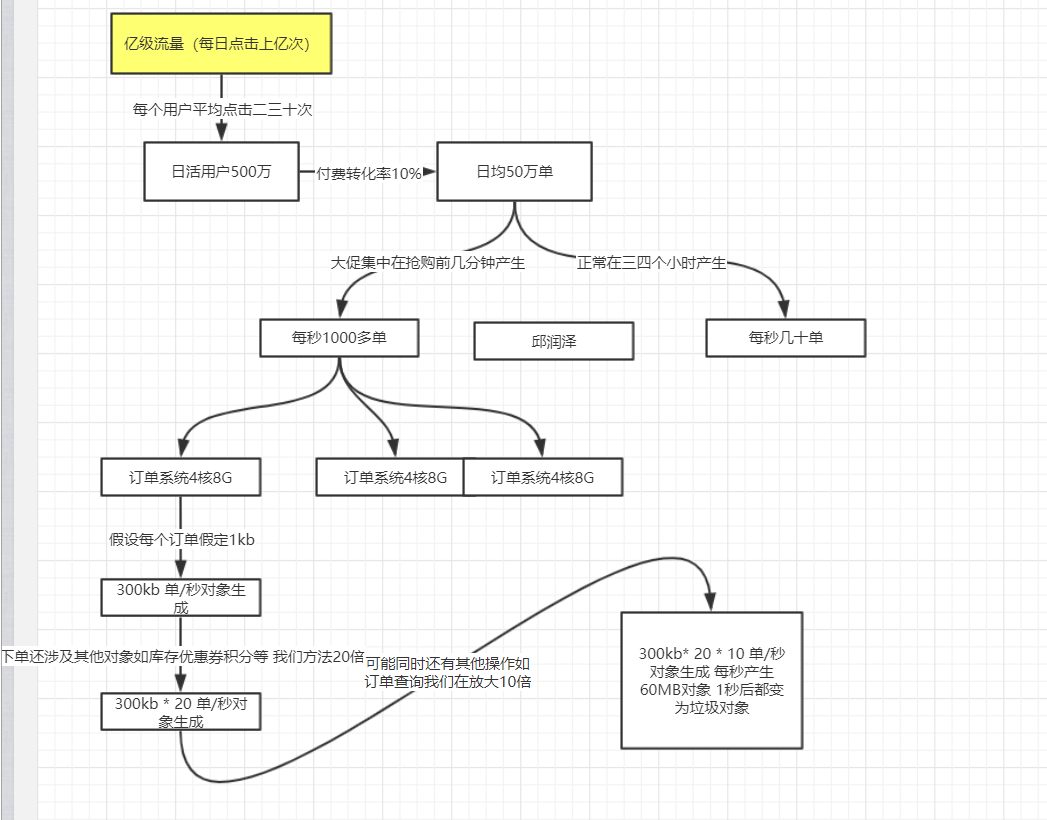 亿级流量（每日点击上亿次）
每个用户平均点击二三十次
日活用户500万
付费转化率10%
日均50万单
大促集中在抢购前几分钟产生
正常在三四个小时产生
每秒1000多单
邱润泽
每秒几十单
订单系统4核8G
订单系统4核8G
订单系统4核8G
假设每个订单假定1kb
300kb 单/秒对象生
成
下单还涉及其他对象如库存优惠券积分等 我们方法20倍
300kb * 20 单/秒对
象生成
可能同时还有其他操作如
订单查询我们在放大10倍
300kb* 20 * 10 单/秒
对象生成 每秒产生
60MB对象 1秒后都变
为垃圾对象